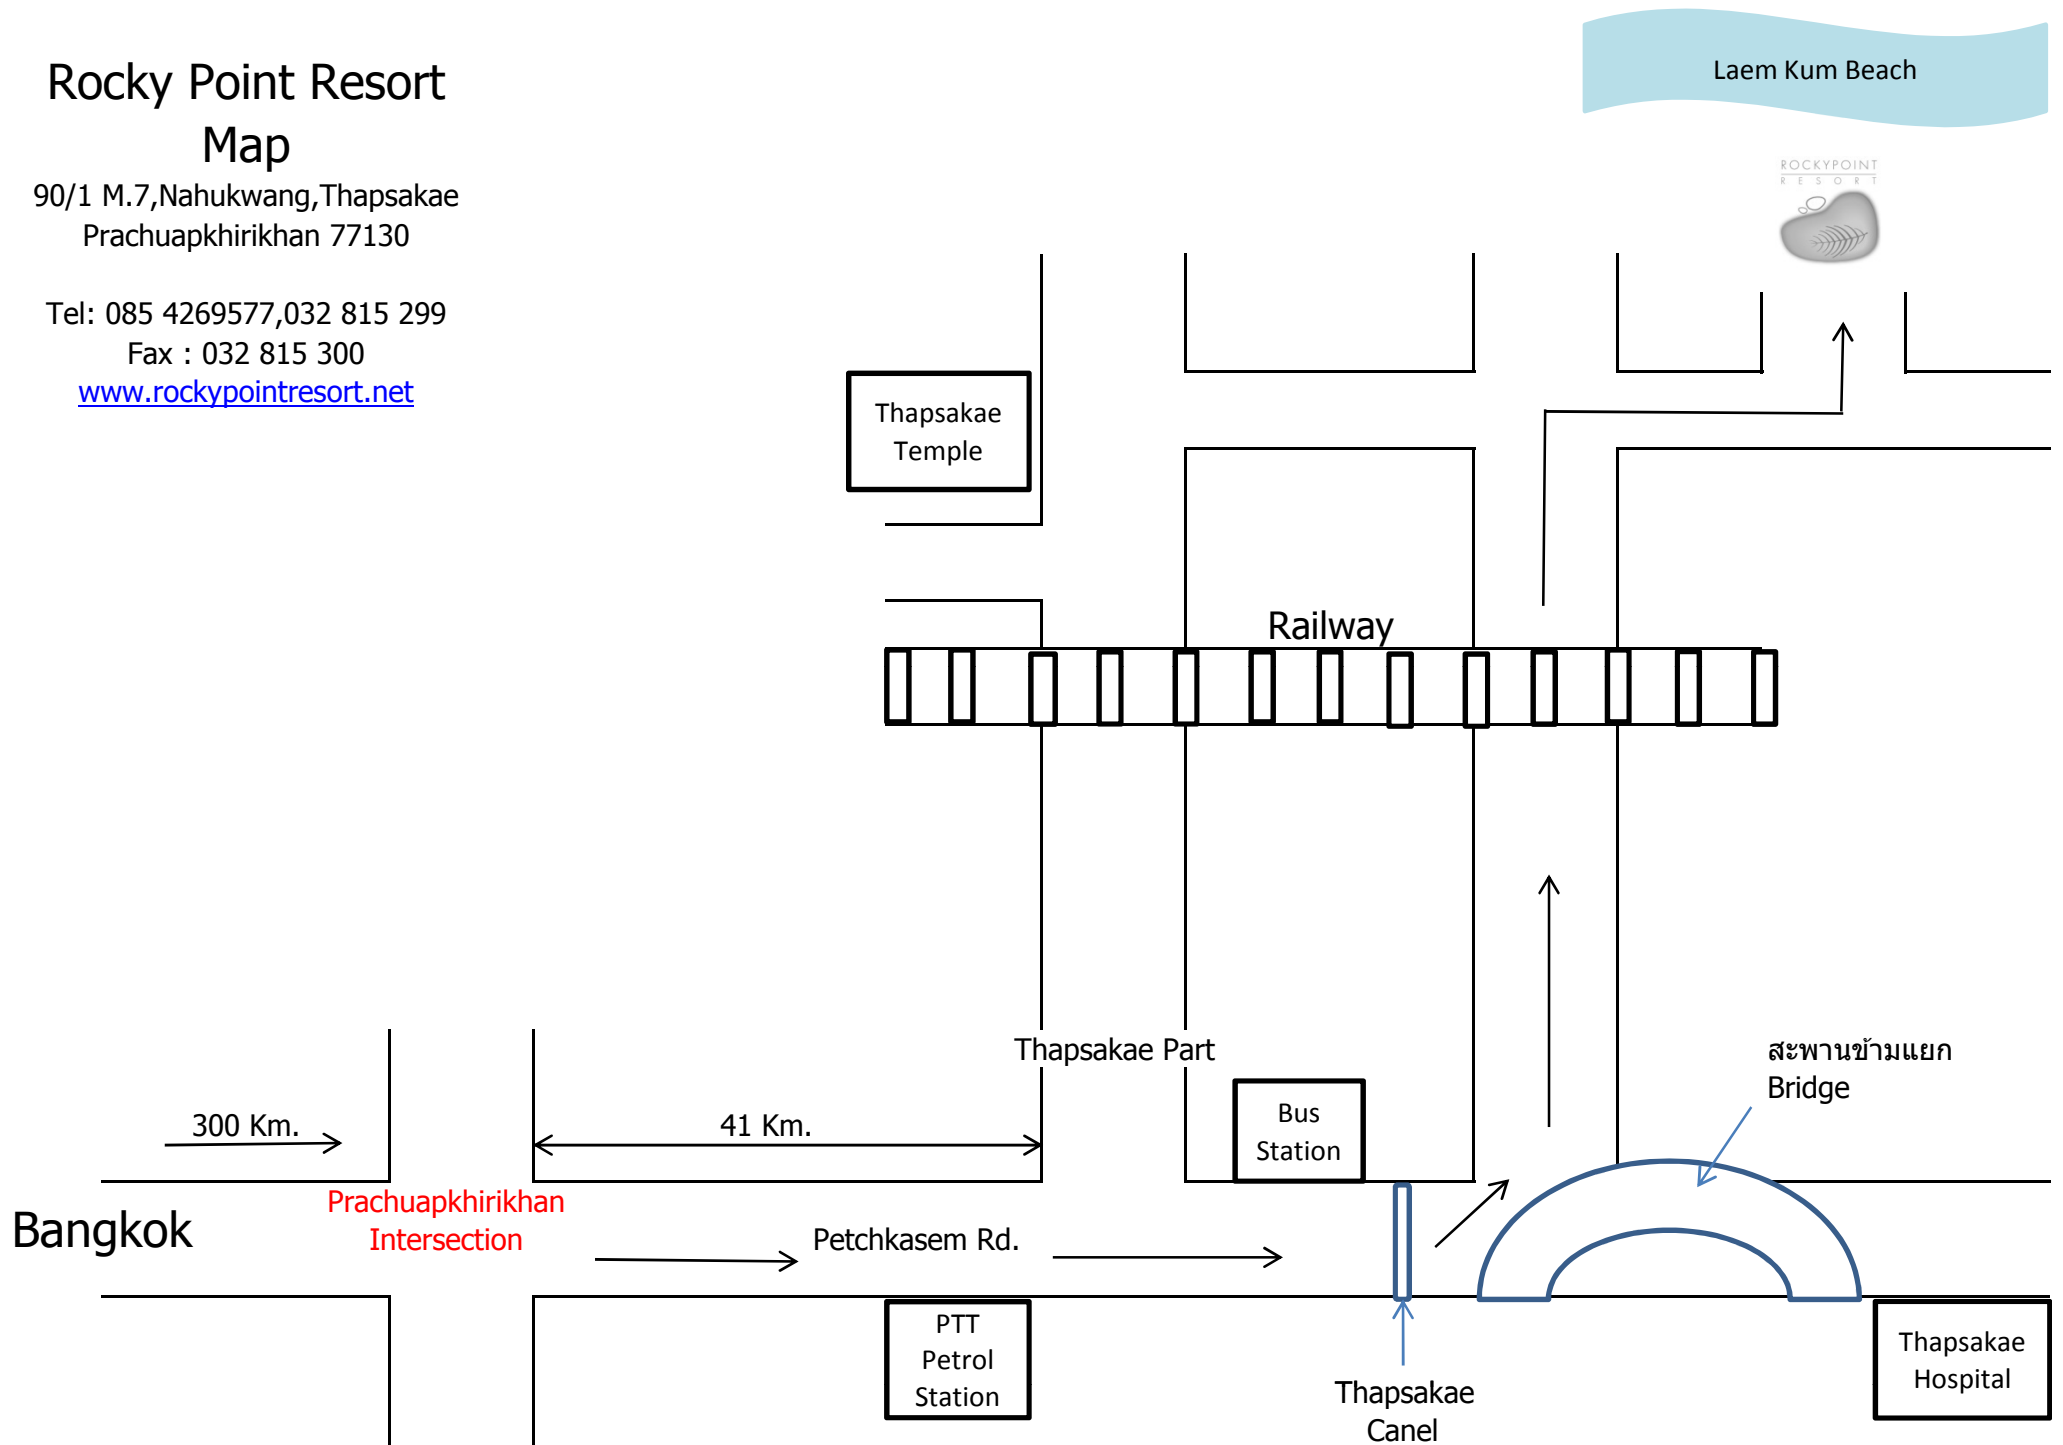 Rocky Point Resort
Map
90/1 M.7,Nahukwang,Thapsakae
Prachuapkhirikhan 77130
Tel: 085 4269577,032 815 299
Fax : 032 815 300
www.rockypointresort.net
Laem Kum Beach
ROCKYPOINT
RESORT
Thapsakae
Temple
Railway
Thapsakae Part
สะพานข้ามแยก
Bridge
Bus
Station
300 Km.
41 Km.
Prachuapkhirikhan
Intersection
Bangkok
Petchkasem Rd.
PTT
Petrol
Station
Thapsakae
Canel
Thapsakae
Hospital